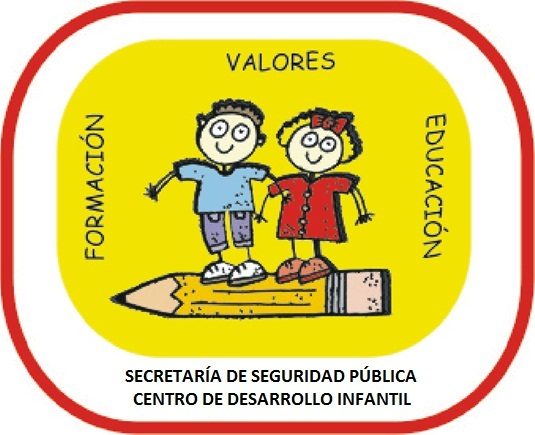 VALORES
FORMACIÓN
EDUCACIÓN
SECRETARÍA DE SEGURIDAD PÚBLICA
CENTRO DE DESARROLLO INFANTIL